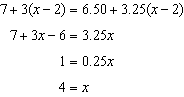 7 + 3(x − 2) = 6.50 + 3.25(x − 2)
7 + 3x − 6 = 3.25x
1 = 0.25x
4 = x